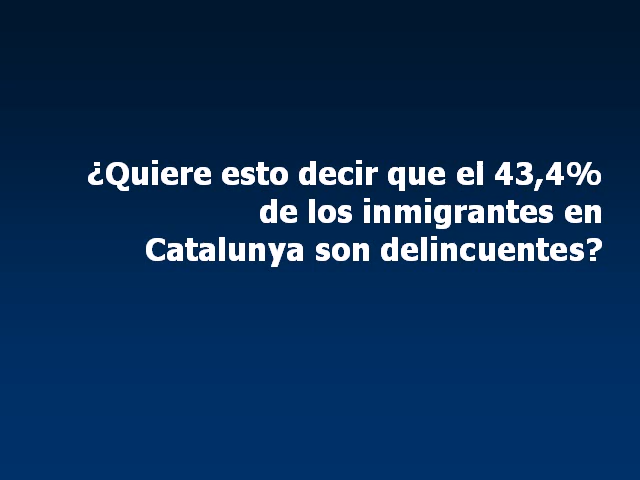 ¿Quiere esto decir que el 43,4%
de los inmigrantes en
Catalunya son delincuentes?